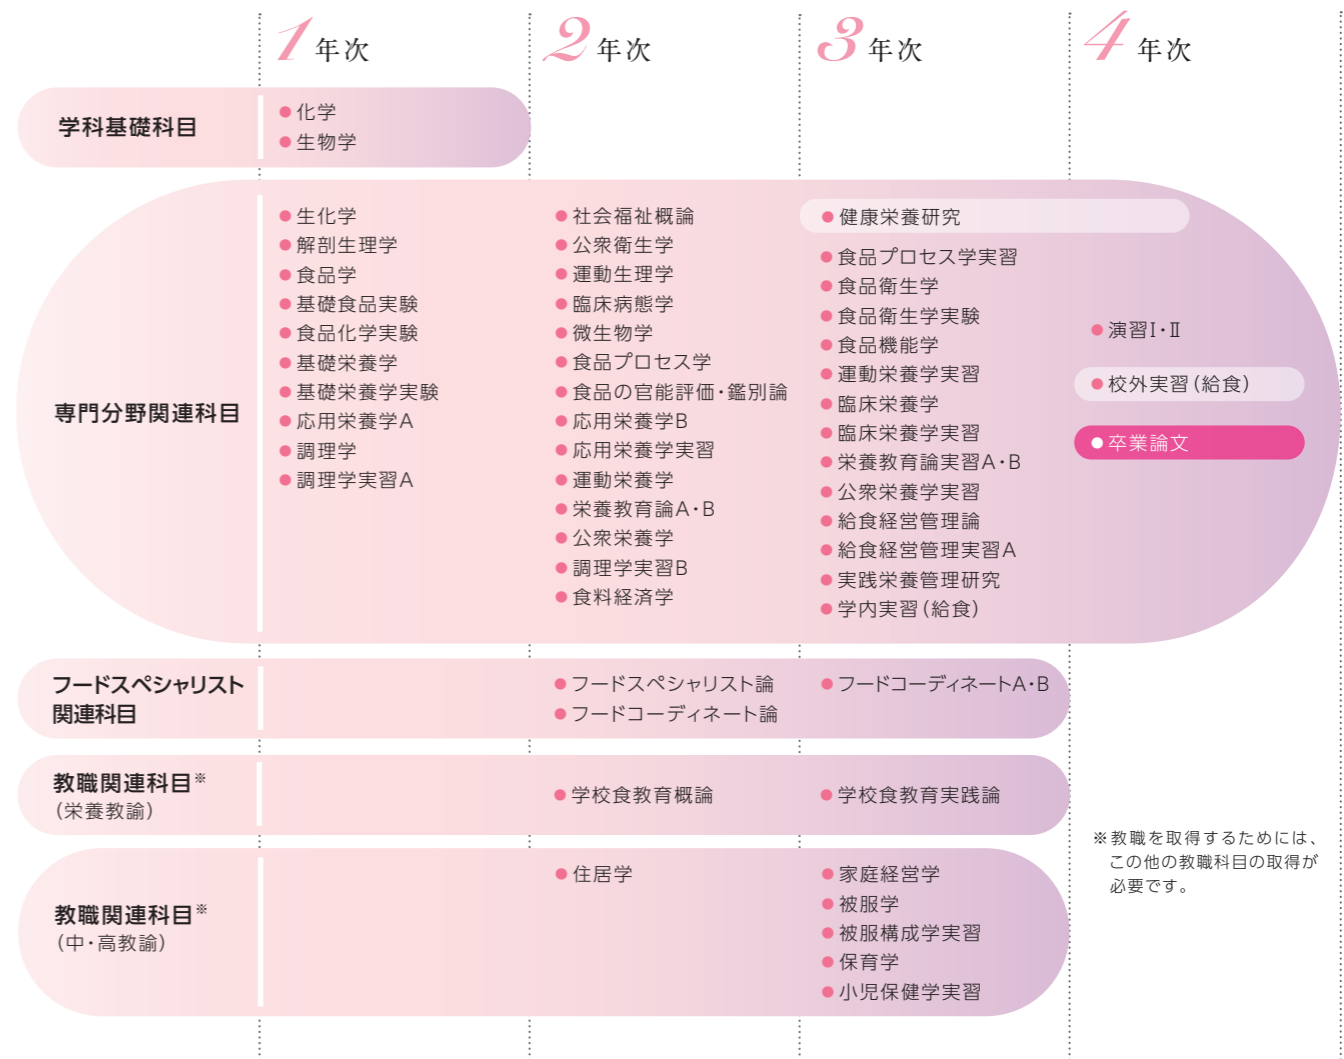 1年次
2年次
3年次
4年次
学科基礎科目
●化学
●生物学
専門分野関連科目
●生化学
●解剖生理学
●食品学
●基礎食品実験
●食品化学実験
●基礎栄養学
●基礎栄養学実験
●応用栄養学A
●調理学
●調理学実習A
●社会福祉概論
●公衆衛生学
●運動生理学
●臨床病態学
●微生物学
●食品プロセス学
●食品の官能評価・鑑別論
●応用栄養学B
●応用栄養学実習
●運動栄養学
●栄養教育論A・B
●公衆栄養学
●調理学実習B
●食料経済学
●健康栄養研究
●食品プロセス学実習
●食品衛生学
●食品衛生学実験
●食品機能学
●運動栄養学実習
●臨床栄養学
●臨床栄養学実習
●栄養教育論実習A・B
●公衆栄養学実習
●給食経営管理論
●給食経営管理実習A
●実践栄養管理研究
●学内実習(給食)
●演習Ⅰ・Ⅱ
●校外実習(給食)
●卒業論文
フードスペシャリスト
関連科目
●フードスペシャリスト論
●フードコーディネート論
●フードコーディネートA・B
教職関連科目※
(栄養教諭)
●学校食教育概論
●学校食教育実践論
教職関連科目※
(中・高教諭)
●住居学
●家庭経営学
●被服学
●被服構成学実習
●保育学
●小児保健学実習
※教職を取得するためには、
この他の教職科目の取得が
必要です。